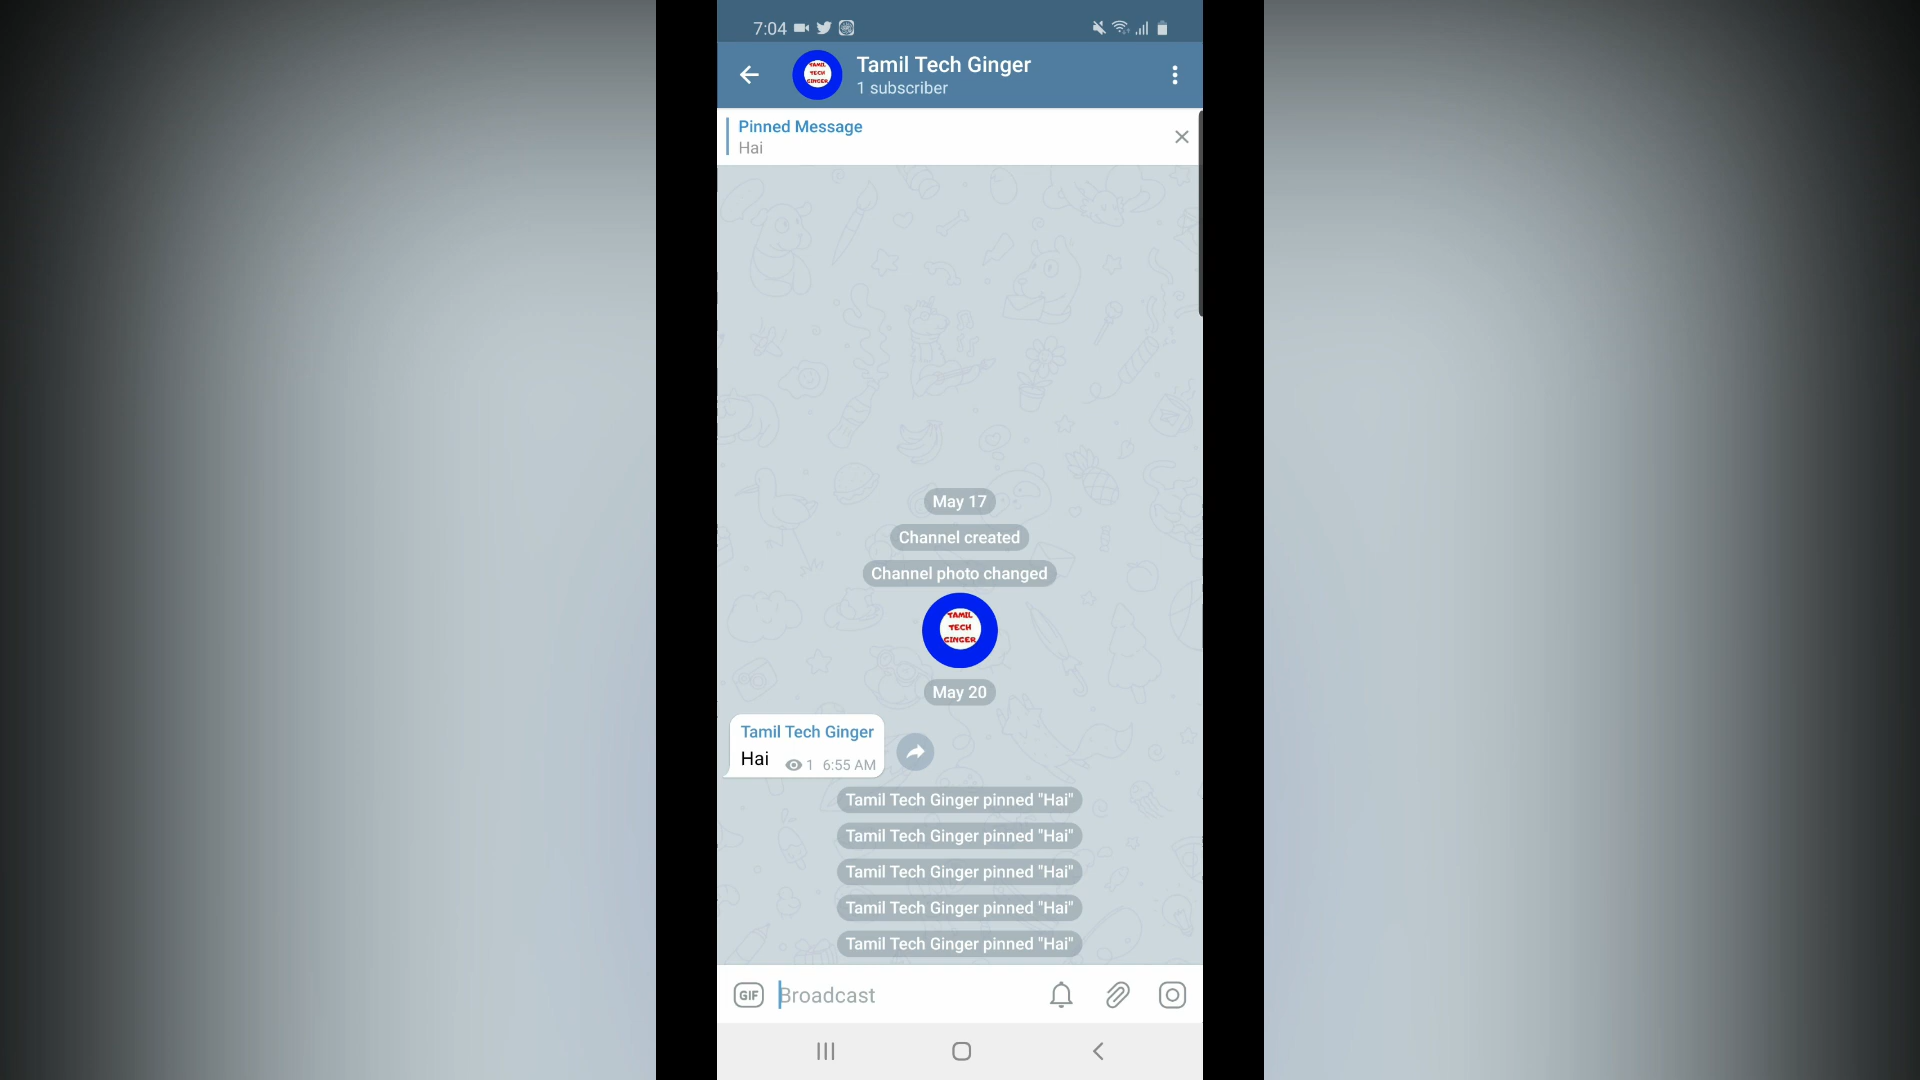 7:04
Tamil Tech Ginger
1 subscriber
TAMIL
TECH
GINGER
Pinned Message
Hai
May 17
Channel created
Channel photo changed
TAMIL
TECH
GINGER
May 20
Tamil Tech Ginger
Hai 1 6:55 AM
Tamil Tech Ginger pinned "Hai"
Tamil Tech Ginger pinned "Hai"
Tamil Tech Ginger pinned "Hai"
Tamil Tech Ginger pinned "Hai"
Tamil Tech Ginger pinned "Hai"
GIF Broadcast